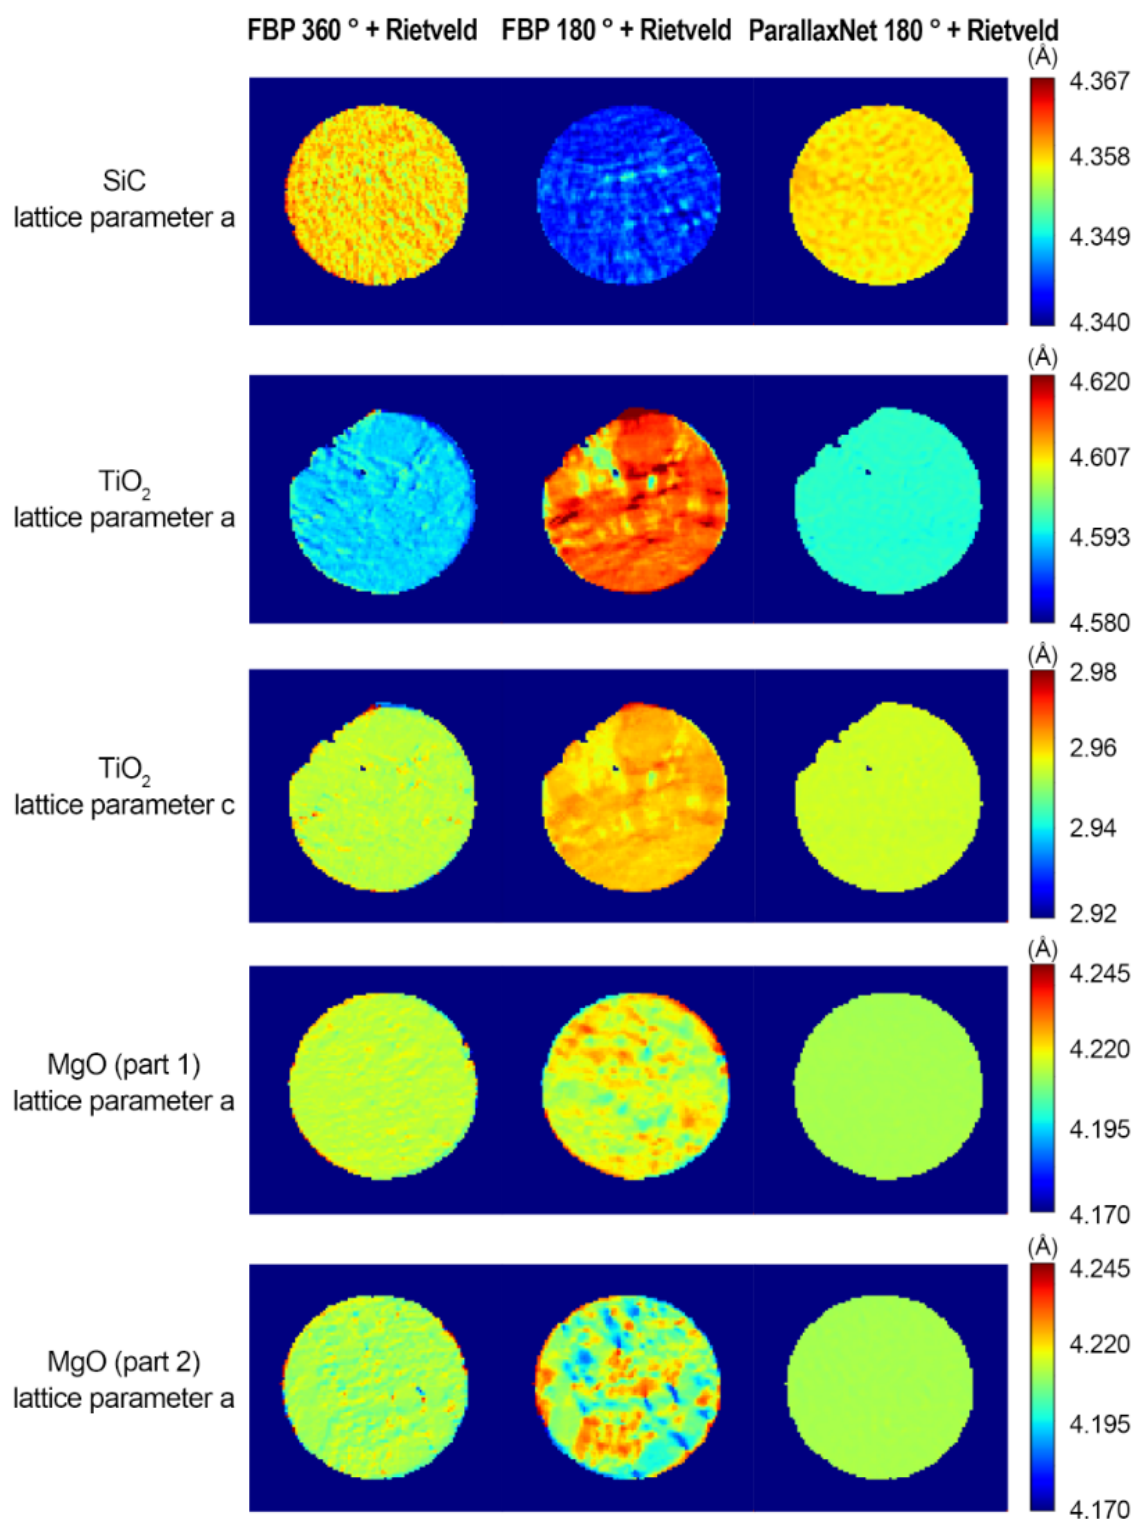 FBP 360 ° + Rietveld FBP 180 ° + Rietveld ParallaxNet 180 ° + Rietveld
(Å)
4.367
4.358
4.349
4.340
SiC
lattice parameter a
(Å)
4.620
4.607
4.593
4.580
TiO₂
lattice parameter a
(Å)
2.98
2.96
2.94
2.92
TiO₂
lattice parameter c
(Å)
4.245
4.220
4.195
4.170
MgO (part 1)
lattice parameter a
(Å)
4.245
4.220
4.195
4.170
MgO (part 2)
lattice parameter a